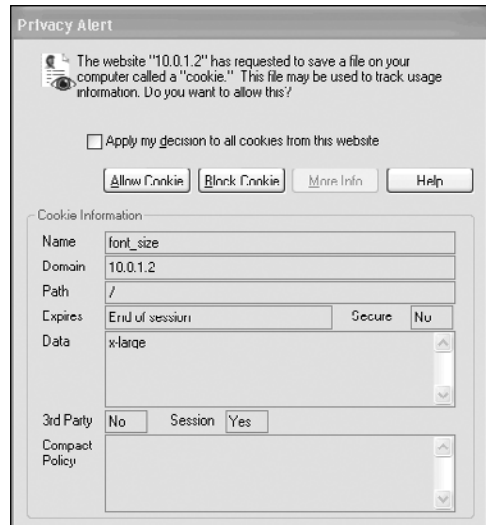 Privacy Alert
The website "10.0.1.2" has requested to save a file on your
computer called a "cookie." This file may be used to track usage
information. Do you want to allow this?
Apply my decision to all cookies from this website
Allow Cookie Block Cookie More Info Help
Cookie Information
Name font_size
Domain 10.0.1.2
Path /
Expires End of session Secure No
Data x-large
3rd Party No Session Yes
Compact
Policy